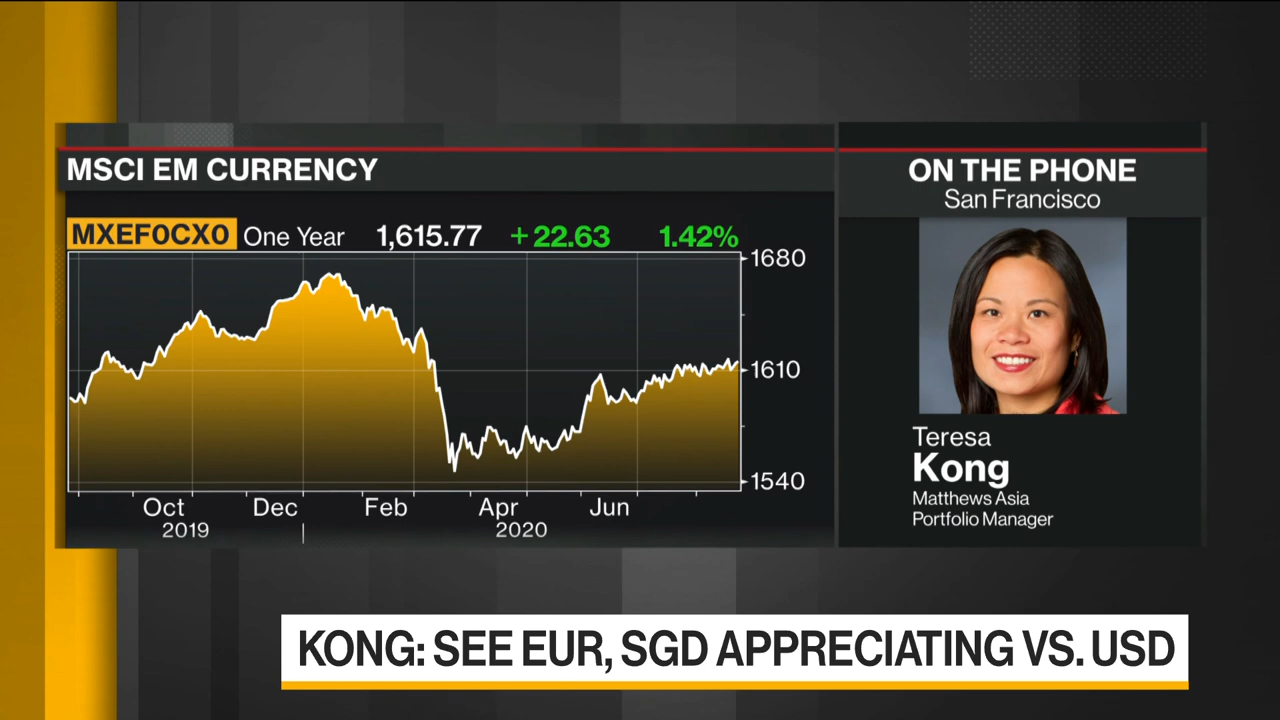 MSCI EM CURRENCY
MXEF0CX0 One Year 1,615.77 +22.63 1.42%
1680
1610
1540
Oct Dec Feb Apr Jun
2019 2020
ON THE PHONE
San Francisco
Teresa
Kong
Matthews Asia
Portfolio Manager
KONG: SEE EUR, SGD APPRECIATING VS. USD